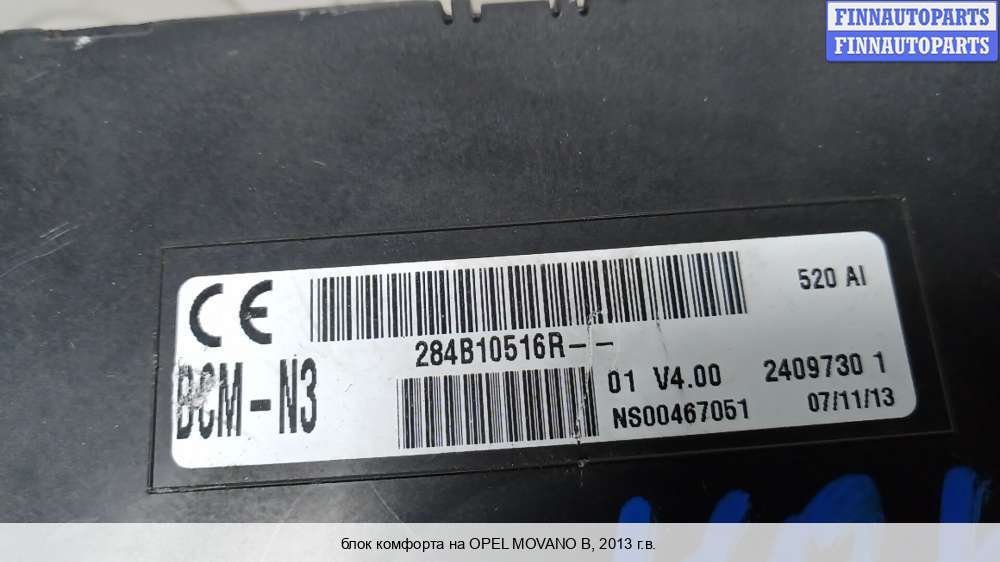 FINNAUTOPARTS
FINNAUTOPARTS
CE
520 AI
284B10516R--
BCM-N3
01 V4.00
2409730 1
NS00467051
07/11/13
блок комфорта на OPEL MOVANO B, 2013 г.в.